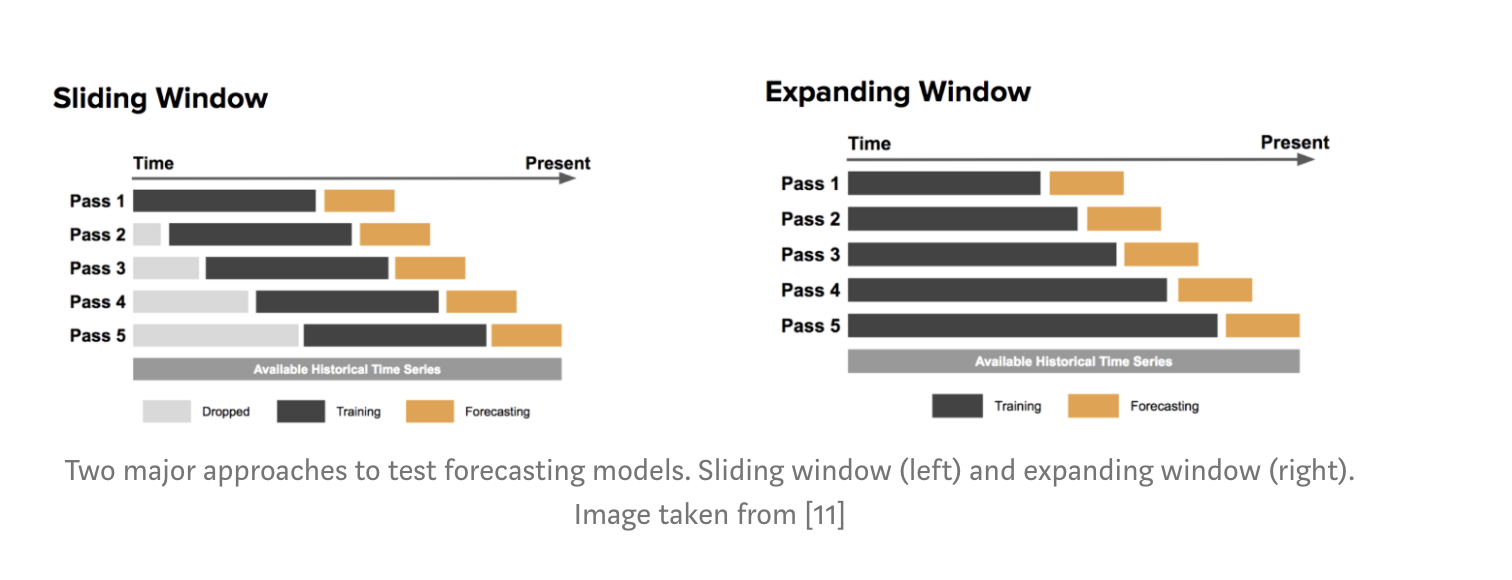 Sliding Window
Time Present
Pass 1
Pass 2
Pass 3
Pass 4
Pass 5
Available Historical Time Series
Dropped Training Forecasting
Expanding Window
Time Present
Pass 1
Pass 2
Pass 3
Pass 4
Pass 5
Available Historical Time Series
Training Forecasting
Two major approaches to test forecasting models. Sliding window (left) and expanding window (right).
Image taken from [11]